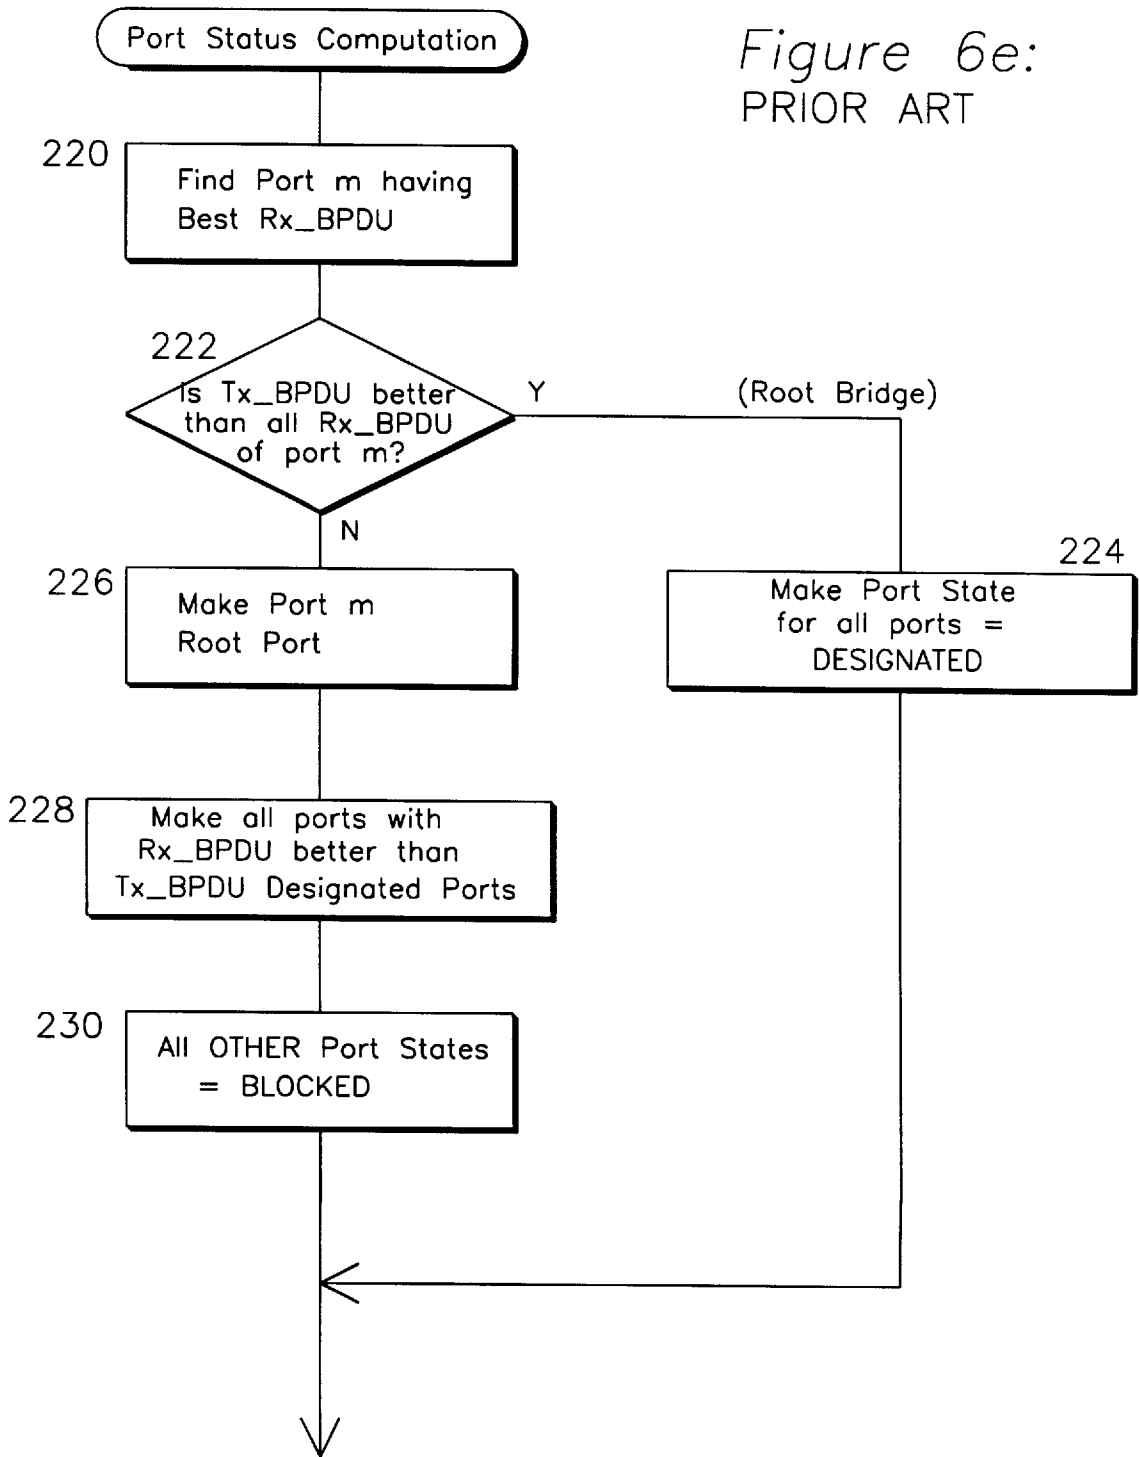 Port Status Computation
Figure 6e:
PRIOR ART
220
Find Port m having
Best Rx_BPDU
222
Is Tx_BPDU better
than all Rx_BPDU
of port m?
Y
(Root Bridge)
N
224
Make Port State
for all ports =
DESIGNATED
226
Make Port m
Root Port
228
Make all ports with
Rx_BPDU better than
Tx_BPDU Designated Ports
230
All OTHER Port States
= BLOCKED